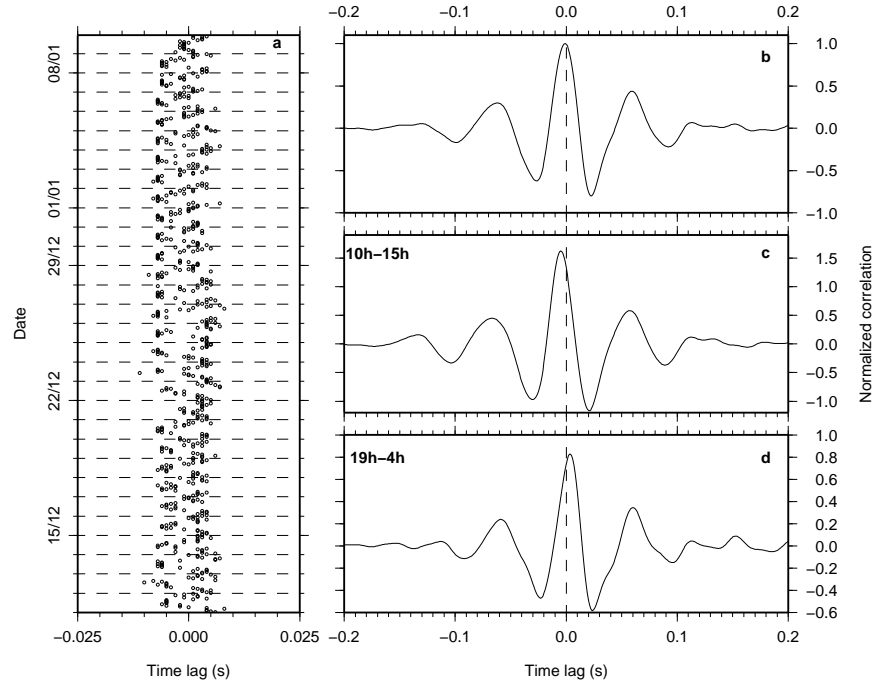 −0.2 −0.1 0.0 0.1 0.2
a
b
1.0
0.5
0.0
−0.5
−1.0
10h−15h
c
1.5
1.0
0.5
0.0
−0.5
−1.0
19h−4h
d
1.0
0.8
0.6
0.4
0.2
0.0
−0.2
−0.4
−0.6
Normalized correlation
Date
08/01
01/01
29/12
22/12
15/12
−0.025 0.000 0.025
Time lag (s)
−0.2 −0.1 0.0 0.1 0.2
Time lag (s)